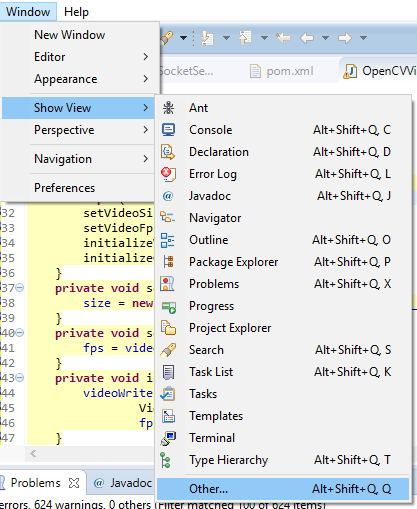 Window Help
New Window
Editor
Appearance
Show View
Perspective
Navigation
Preferences
SocketSe...
pom.xml
OpenCVWi
Ant
Console Alt+Shift+Q, C
Declaration Alt+Shift+Q, D
Error Log Alt+Shift+Q, L
Javadoc Alt+Shift+Q, J
Navigator
Outline Alt+Shift+Q, O
Package Explorer Alt+Shift+Q, P
Problems Alt+Shift+Q, X
Progress
Project Explorer
Search Alt+Shift+Q, S
Task List Alt+Shift+Q, K
Tasks
Templates
Terminal
Type Hierarchy Alt+Shift+Q, T
Other... Alt+Shift+Q, Q
32 setVideoSi
33 setVideoFp
34 initialize
35 initialize
36 }
37 private void s
38 size = new
39 }
40 private void s
41 fps = vide
42 }
43 private void i
44 videoWrite
45 Vi
46 fp
47 }
Problems
@ Javadoc
errors, 624 warnings, 0 others (Filter matched 100 of 624 items)